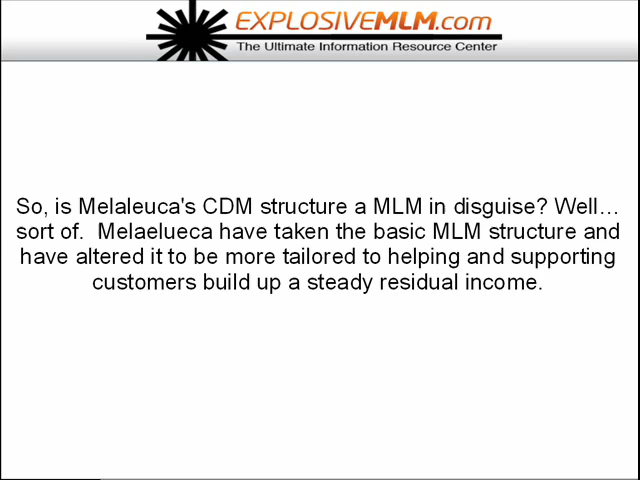 EXPLOSIVEMLM.com
The Ultimate Information Resource Center
So, is Melaleuca's CDM structure a MLM in disguise? Well…
sort of.  Melaelueca have taken the basic MLM structure and
have altered it to be more tailored to helping and supporting
customers build up a steady residual income.